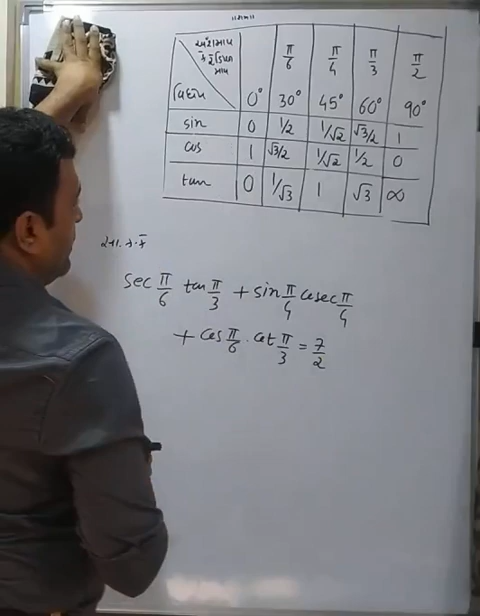 ॥રામ॥
અંશમાપ
રેડિયન
માપ
વિધેય
π/6 π/4 π/3 π/2
0° 30° 45° 60° 90°
sin 0 1/2 1/√2 √3/2 1
cos 1 √3/2 1/√2 1/2 0
tan 0 1/√3 1 √3 ∞
સા. કે. કે
sec π/6 tan π/3 + sin π/4 cosec π/4
+ cos π/6 . cot π/3 = 7/2